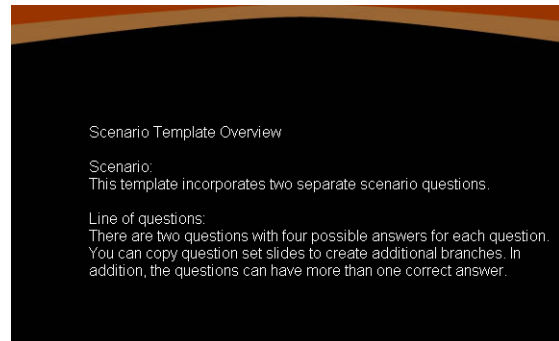 Scenario Template Overview
Scenario:
This template incorporates two separate scenario questions.
Line of questions:
There are two questions with four possible answers for each question.
You can copy question set slides to create additional branches. In
addition, the questions can have more than one correct answer.